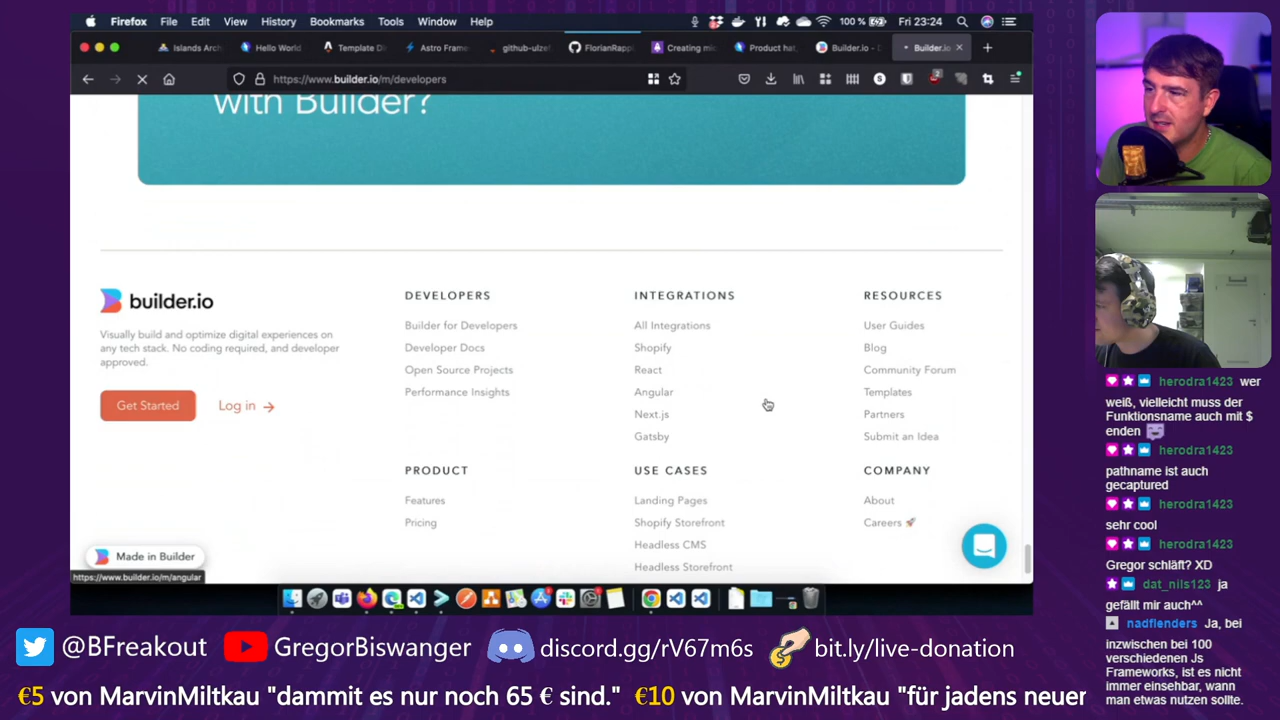 Firefox File Edit View History Bookmarks Tools Window Help
100 % Fri 23:24
Islands Arch
Hello World
Template Di
Astro Frame
github-ulze
FlorianRapp
Creating mic
Product hat
Builder.io - D
Builder.io
https://www.builder.io/m/developers
with Builder?
builder.io
Visually build and optimize digital experiences on
any tech stack. No coding required, and developer
approved.
Get Started
Log in →
DEVELOPERS
Builder for Developers
Developer Docs
Open Source Projects
Performance Insights
INTEGRATIONS
All Integrations
Shopify
React
Angular
Next.js
Gatsby
RESOURCES
User Guides
Blog
Community Forum
Templates
Partners
Submit an Idea
PRODUCT
Features
Pricing
USE CASES
Landing Pages
Shopify Storefront
Headless CMS
Headless Storefront
COMPANY
About
Careers 🚀
Made in Builder
https://www.builder.io/m/angular
herodra1423 wer
weiß, vielleicht muss der
Funktionsname auch mit $
enden
herodra1423
pathname ist auch
gecaptured
herodra1423
sehr cool
herodra1423
Gregor schläft? XD
dat_nils123 ja
gefällt mir auch^^
nadflenders Ja, bei
inzwischen bei 100
verschiedenen Js
Frameworks, ist es nicht
immer einsehbar, wann
man etwas nutzen sollte.
@BFreakout
GregorBiswanger
discord.gg/rV67m6s
bit.ly/live-donation
€5 von MarvinMiltkau "dammit es nur noch 65 € sind." €10 von MarvinMiltkau "für jadens neuer